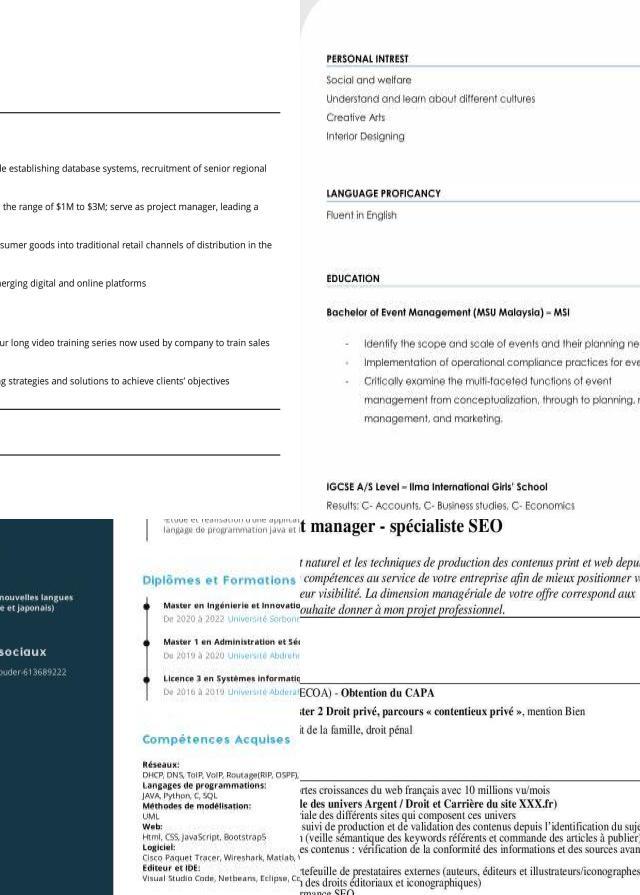 le establishing database systems, recruitment of senior regional
the range of $1M to $3M; serve as project manager, leading a
sumer goods into traditional retail channels of distribution in the
erging digital and online platforms
ur long video training series now used by company to train sales
g strategies and solutions to achieve clients' objectives
PERSONAL INTREST
Social and welfare
Understand and learn about different cultures
Creative Arts
Interior Designing
LANGUAGE PROFICANCY
Fluent in English
EDUCATION
Bachelor of Event Management (MSU Malaysia) – MSI
- Identify the scope and scale of events and their planning ne
- Implementation of operational compliance practices for eve
- Critically examine the multi-faceted functions of event
management from conceptualization, through to planning, r
management, and marketing.
IGCSE A/S Level – Ilma International Girls' School
Results: C- Accounts, C- Business studies, C- Economics
nouvelles langues
e et japonais)
sociaux
ouder-613689222
Etude et réalisation d'une applicat
langage de programmation java et
Diplômes et Formations
Master en Ingénierie et Innovatio
De 2020 à 2022 Université Sorbonn
Master 1 en Administration et Séc
De 2019 à 2020 Université Abdreh
Licence 3 en Systèmes informatic
De 2016 à 2019 Université Abderal
Compétences Acquises
Réseaux:
DHCP, DNS, ToIP, VoIP, Routage(RIP, OSPF),
Langages de programmations:
JAVA, Python, C, SQL
Méthodes de modélisation:
UML
Web:
Html, CSS, JavaScript, Bootstrap5
Logiciel:
Cisco Paquet Tracer, Wireshark, Matlab, V
Editeur et IDE:
Visual Studio Code, Netbeans, Eclipse, Co
t manager - spécialiste SEO
t naturel et les techniques de production des contenus print et web depu
compétences au service de votre entreprise afin de mieux positionner v
eur visibilité. La dimension managériale de votre offre correspond aux
ouhaite donner à mon projet professionnel.
ECOA) - Obtention du CAPA
ster 2 Droit privé, parcours « contentieux privé », mention Bien
it de la famille, droit pénal
rtes croissances du web français avec 10 millions vu/mois
le des univers Argent / Droit et Carrière du site XXX.fr)
riale des différents sites qui composent ces univers
suivi de production et de validation des contenus depuis l'identification du suje
n (veille sémantique des keywords référents et commande des articles à publier)
es contenus : vérification de la conformité des informations et des sources avan
rtefeuille de prestataires externes (auteurs, éditeurs et illustrateurs/iconographe
n des droits éditoriaux et iconographiques)
rmance SEO